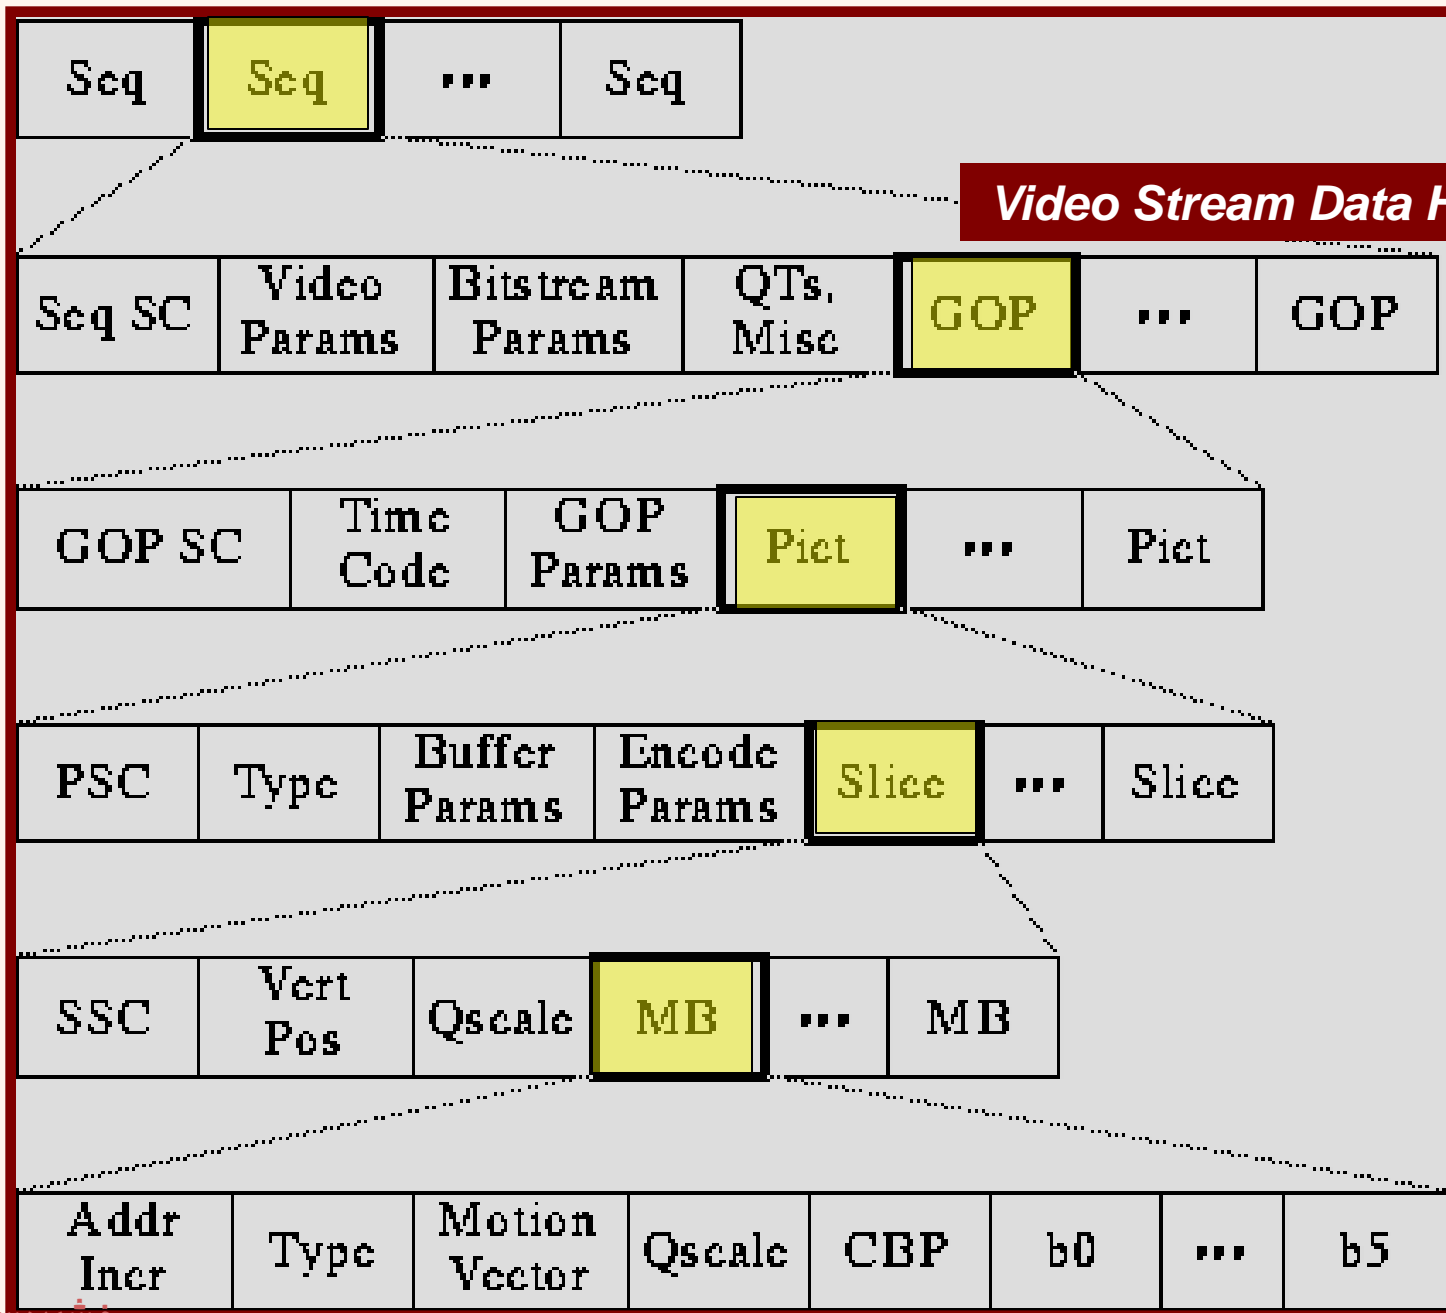 Seq Seq ... Seq
Video Stream Data H
Seq SC Video Params Bitstream Params QTs, Misc GOP ... GOP
GOP SC Time Code GOP Params Pict ... Pict
PSC Type Buffer Params Encode Params Slice ... Slice
SSC Vert Pos Qscale MB ... MB
Addr Incr Type Motion Vector Qscale CBP b0 ... b5